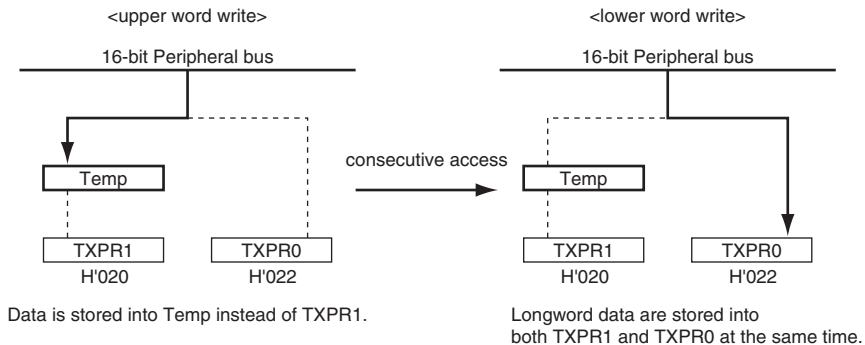 <upper word write>
16-bit Peripheral bus
Temp
TXPR1
TXPR0
H'020
H'022
Data is stored into Temp instead of TXPR1.
consecutive access
<lower word write>
16-bit Peripheral bus
Temp
TXPR1
TXPR0
H'020
H'022
Longword data are stored into
both TXPR1 and TXPR0 at the same time.